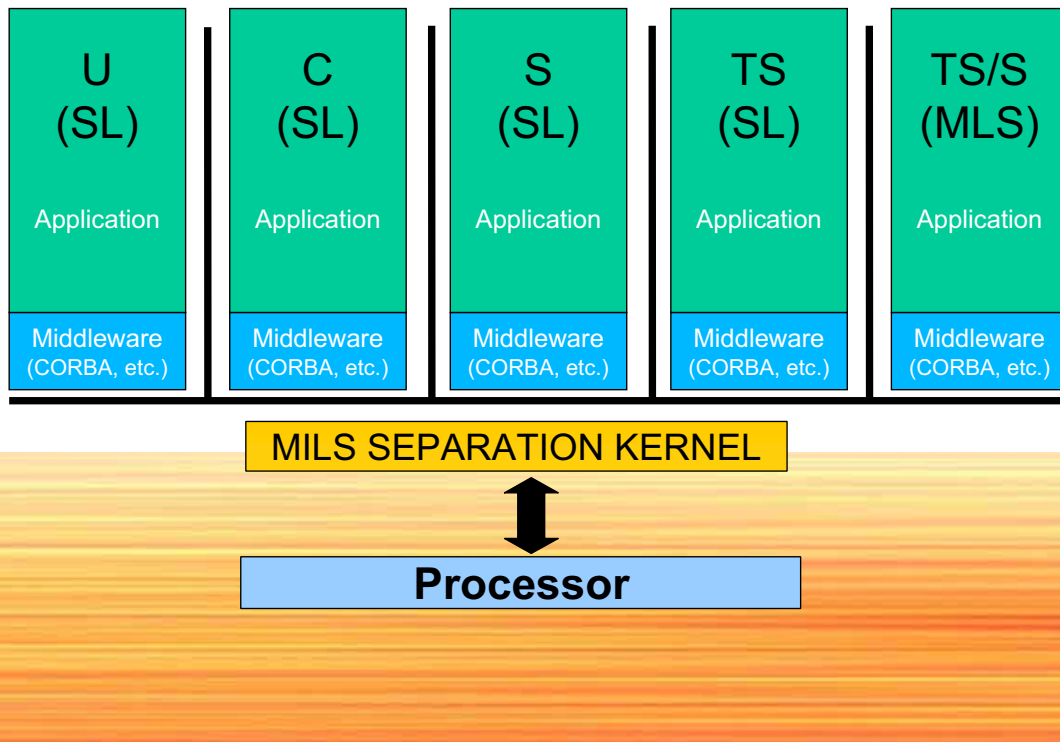 U
(SL)
Application
Middleware
(CORBA, etc.)
C
(SL)
Application
Middleware
(CORBA, etc.)
S
(SL)
Application
Middleware
(CORBA, etc.)
TS
(SL)
Application
Middleware
(CORBA, etc.)
TS/S
(MLS)
Application
Middleware
(CORBA, etc.)
MILS SEPARATION KERNEL
Processor